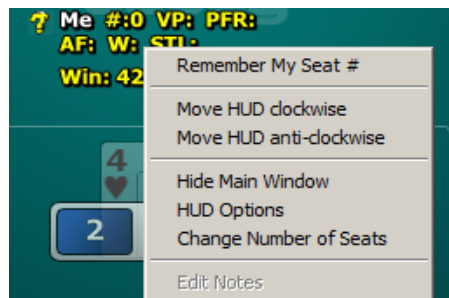 ? Me #:0 VP: PFR:
AF: W: STL:
Win: 42
Remember My Seat #
Move HUD clockwise
Move HUD anti-clockwise
4
Hide Main Window
HUD Options
2
Change Number of Seats
Edit Notes